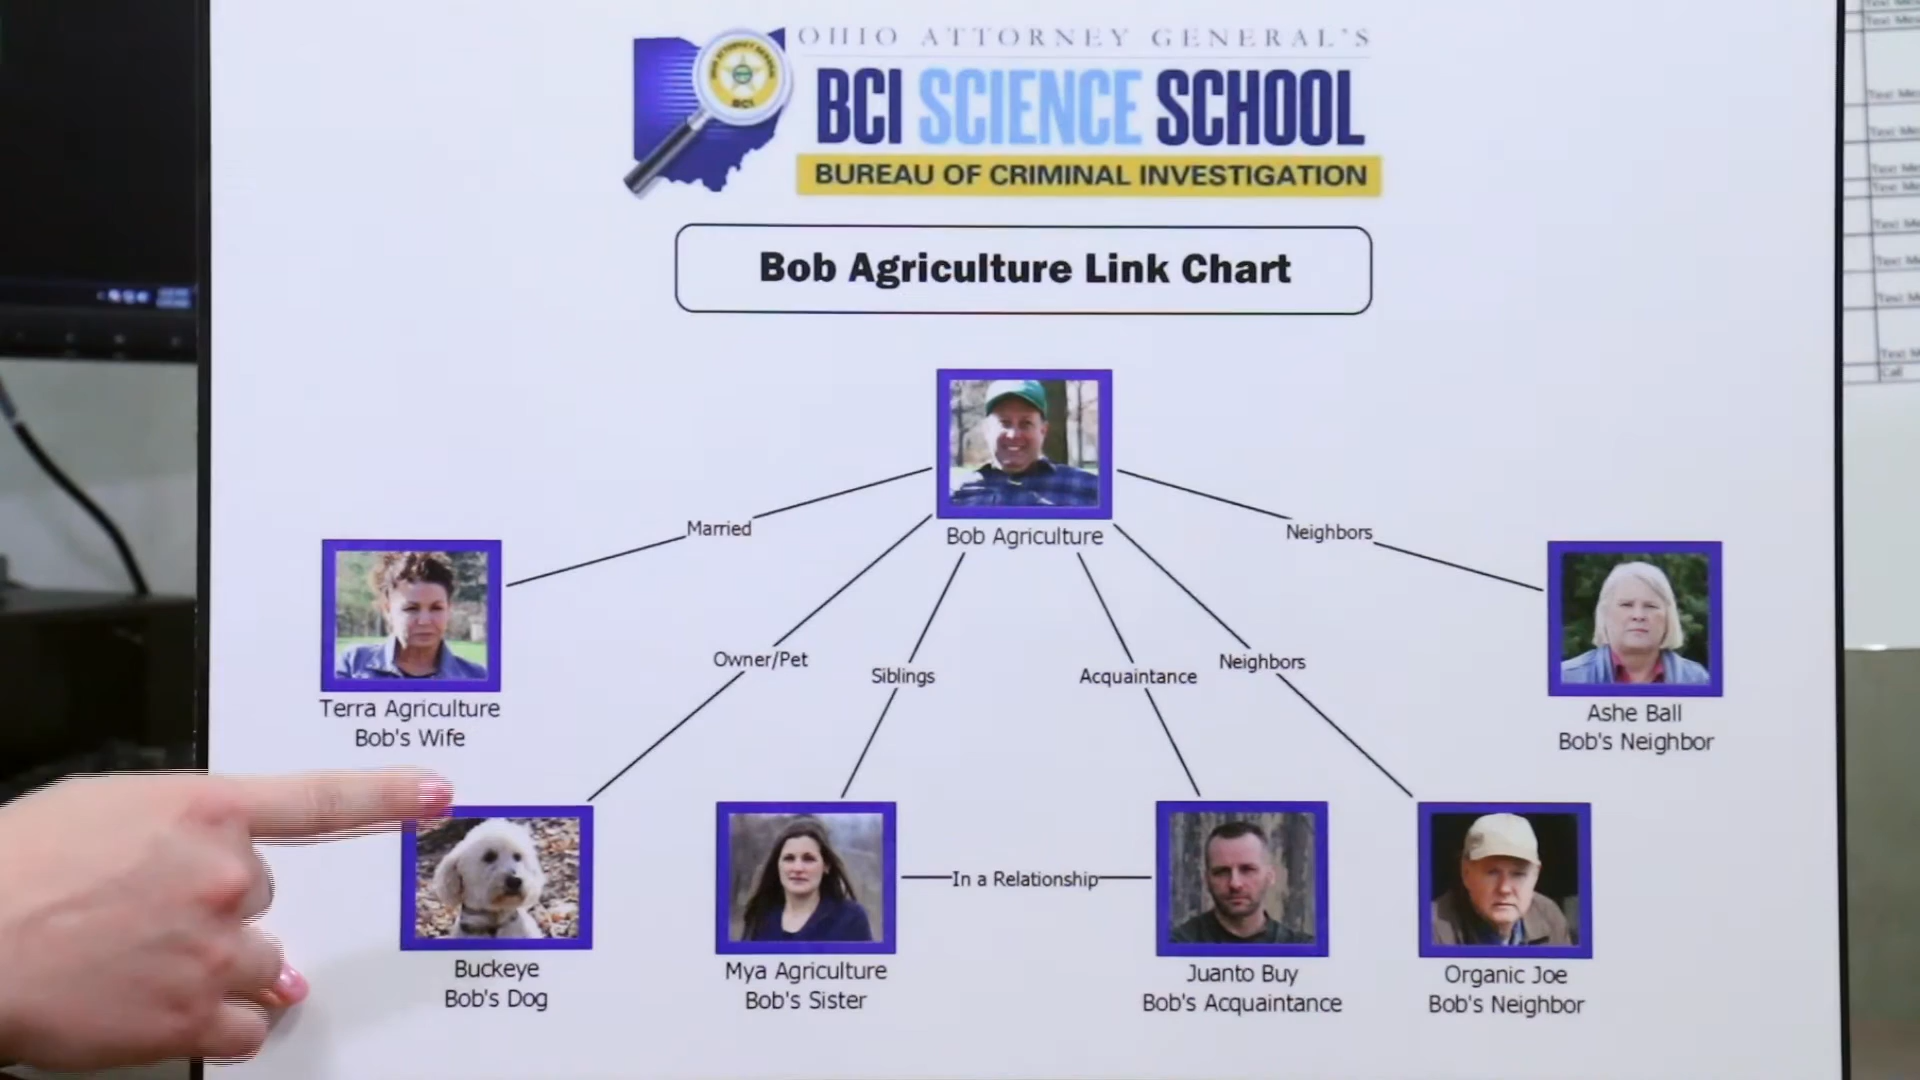 OHIO ATTORNEY GENERAL'S
BCI SCIENCE SCHOOL
BUREAU OF CRIMINAL INVESTIGATION
BCI
Bob Agriculture Link Chart
Bob Agriculture
Married
Neighbors
Owner/Pet
Siblings
Acquaintance
Neighbors
Terra Agriculture
Bob's Wife
Ashe Ball
Bob's Neighbor
In a Relationship
Buckeye
Bob's Dog
Mya Agriculture
Bob's Sister
Juanto Buy
Bob's Acquaintance
Organic Joe
Bob's Neighbor
Call